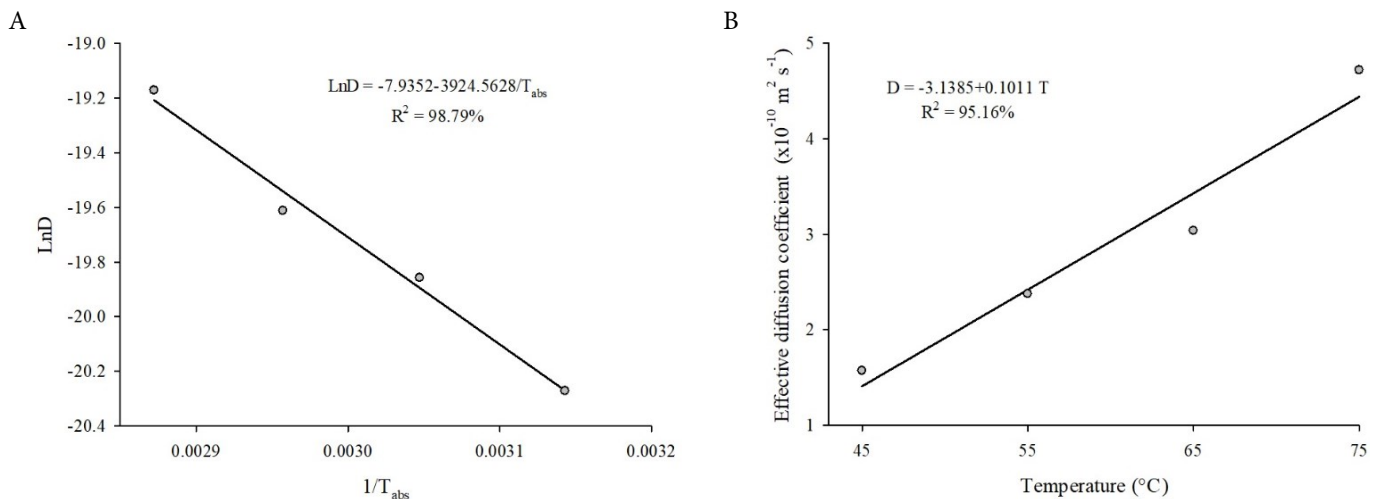 A
-19.0
-19.2
-19.4
-19.6
-19.8
-20.0
-20.2
-20.4
LnD
LnD = -7.9352-3924.5628/T_abs
R² = 98.79%
0.0029
0.0030
0.0031
0.0032
1/T_abs
B
5
4
3
2
1
Effective diffusion coefficient (x10⁻¹⁰ m² s⁻¹)
D = -3.1385+0.1011 T
R² = 95.16%
45
55
65
75
Temperature (°C)